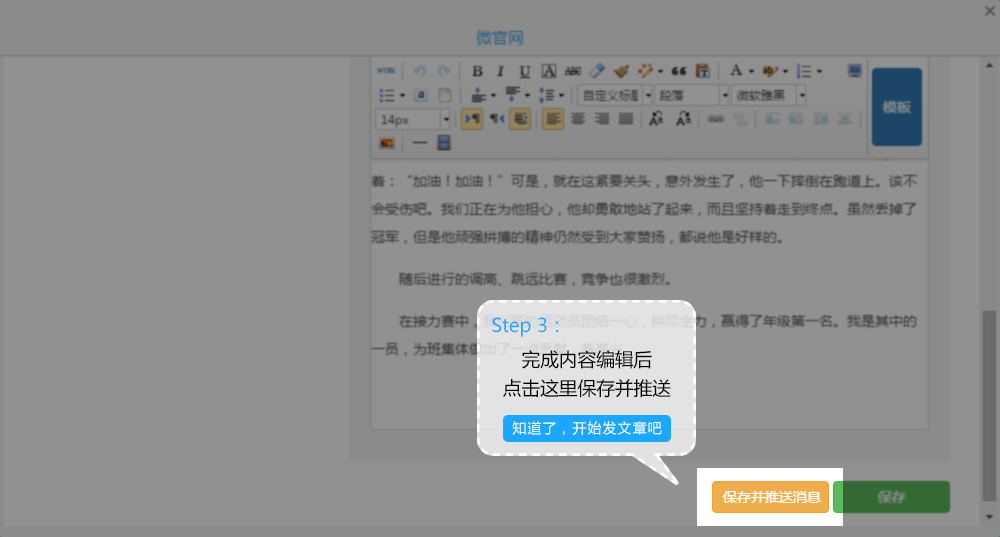 微官网
HTML B I U A ABC A
自定义标题 段落 微软雅黑
模板
14px
着：“加油！加油！”可是，就在这紧要关头，意外发生了，他一下摔倒在跑道上。该不
会受伤吧。我们正在为他担心，他却勇敢地站了起来，而且坚持着走到终点。虽然丢掉了
冠军，但是他顽强拼搏的精神仍然受到大家赞扬，都说他是好样的。
随后进行的调高、跳远比赛，竞争也很激烈。
在接力赛中，动员团结一心，拼尽全力，赢得了年级第一名。我是其中的
一员，为班集体做出了一点贡献
Step 3：
完成内容编辑后
点击这里保存并推送
知道了，开始发文章吧
保存并推送消息
保存